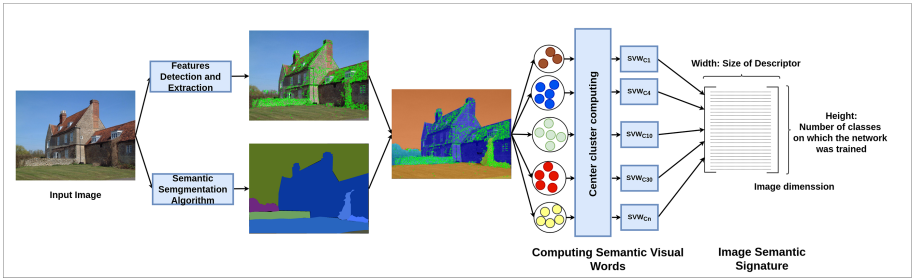 Input Image
Features
Detection and
Extraction
Semantic
Semgmentation
Algorithm
Center cluster computing
SVWC1
SVWC4
SVWC10
SVWC30
SVWCn
Computing Semantic Visual
Words
Width: Size of Descriptor
Height:
Number of classes
on which the network
was trained
Image dimenssion
Image Semantic
Signature